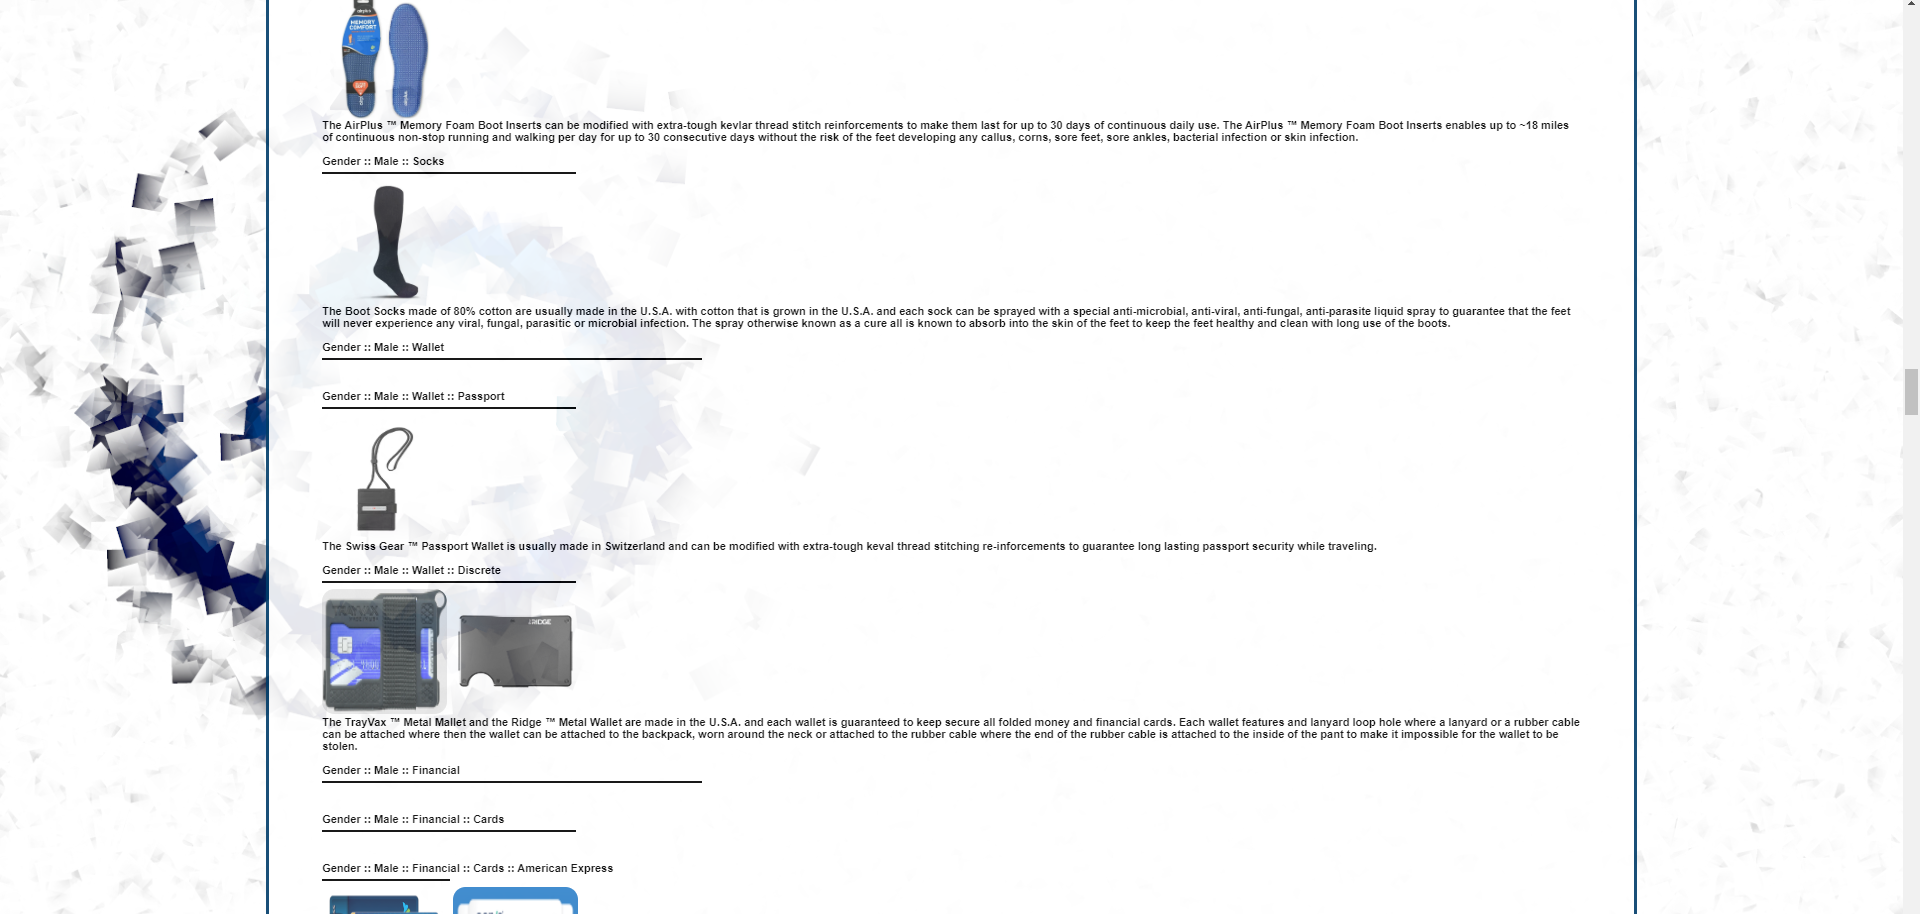 MEMORY
COMFORT
The AirPlus ™ Memory Foam Boot Inserts can be modified with extra-tough kevlar thread stitch reinforcements to make them last for up to 30 days of continuous daily use. The AirPlus ™ Memory Foam Boot Inserts enables up to ~18 miles
of continuous non-stop running and walking per day for up to 30 consecutive days without the risk of the feet developing any callus, corns, sore feet, sore ankles, bacterial infection or skin infection.
Gender :: Male :: Socks
The Boot Socks made of 80% cotton are usually made in the U.S.A. with cotton that is grown in the U.S.A. and each sock can be sprayed with a special anti-microbial, anti-viral, anti-fungal, anti-parasite liquid spray to guarantee that the feet
will never experience any viral, fungal, parasitic or microbial infection. The spray otherwise known as a cure all is known to absorb into the skin of the feet to keep the feet healthy and clean with long use of the boots.
Gender :: Male :: Wallet
Gender :: Male :: Wallet :: Passport
The Swiss Gear ™ Passport Wallet is usually made in Switzerland and can be modified with extra-tough keval thread stitching re-inforcements to guarantee long lasting passport security while traveling.
Gender :: Male :: Wallet :: Discrete
TRAYVAX
RIDGE
The TrayVax ™ Metal Mallet and the Ridge ™ Metal Wallet are made in the U.S.A. and each wallet is guaranteed to keep secure all folded money and financial cards. Each wallet features and lanyard loop hole where a lanyard or a rubber cable
can be attached where then the wallet can be attached to the backpack, worn around the neck or attached to the rubber cable where the end of the rubber cable is attached to the inside of the pant to make it impossible for the wallet to be
stolen.
Gender :: Male :: Financial
Gender :: Male :: Financial :: Cards
Gender :: Male :: Financial :: Cards :: American Express